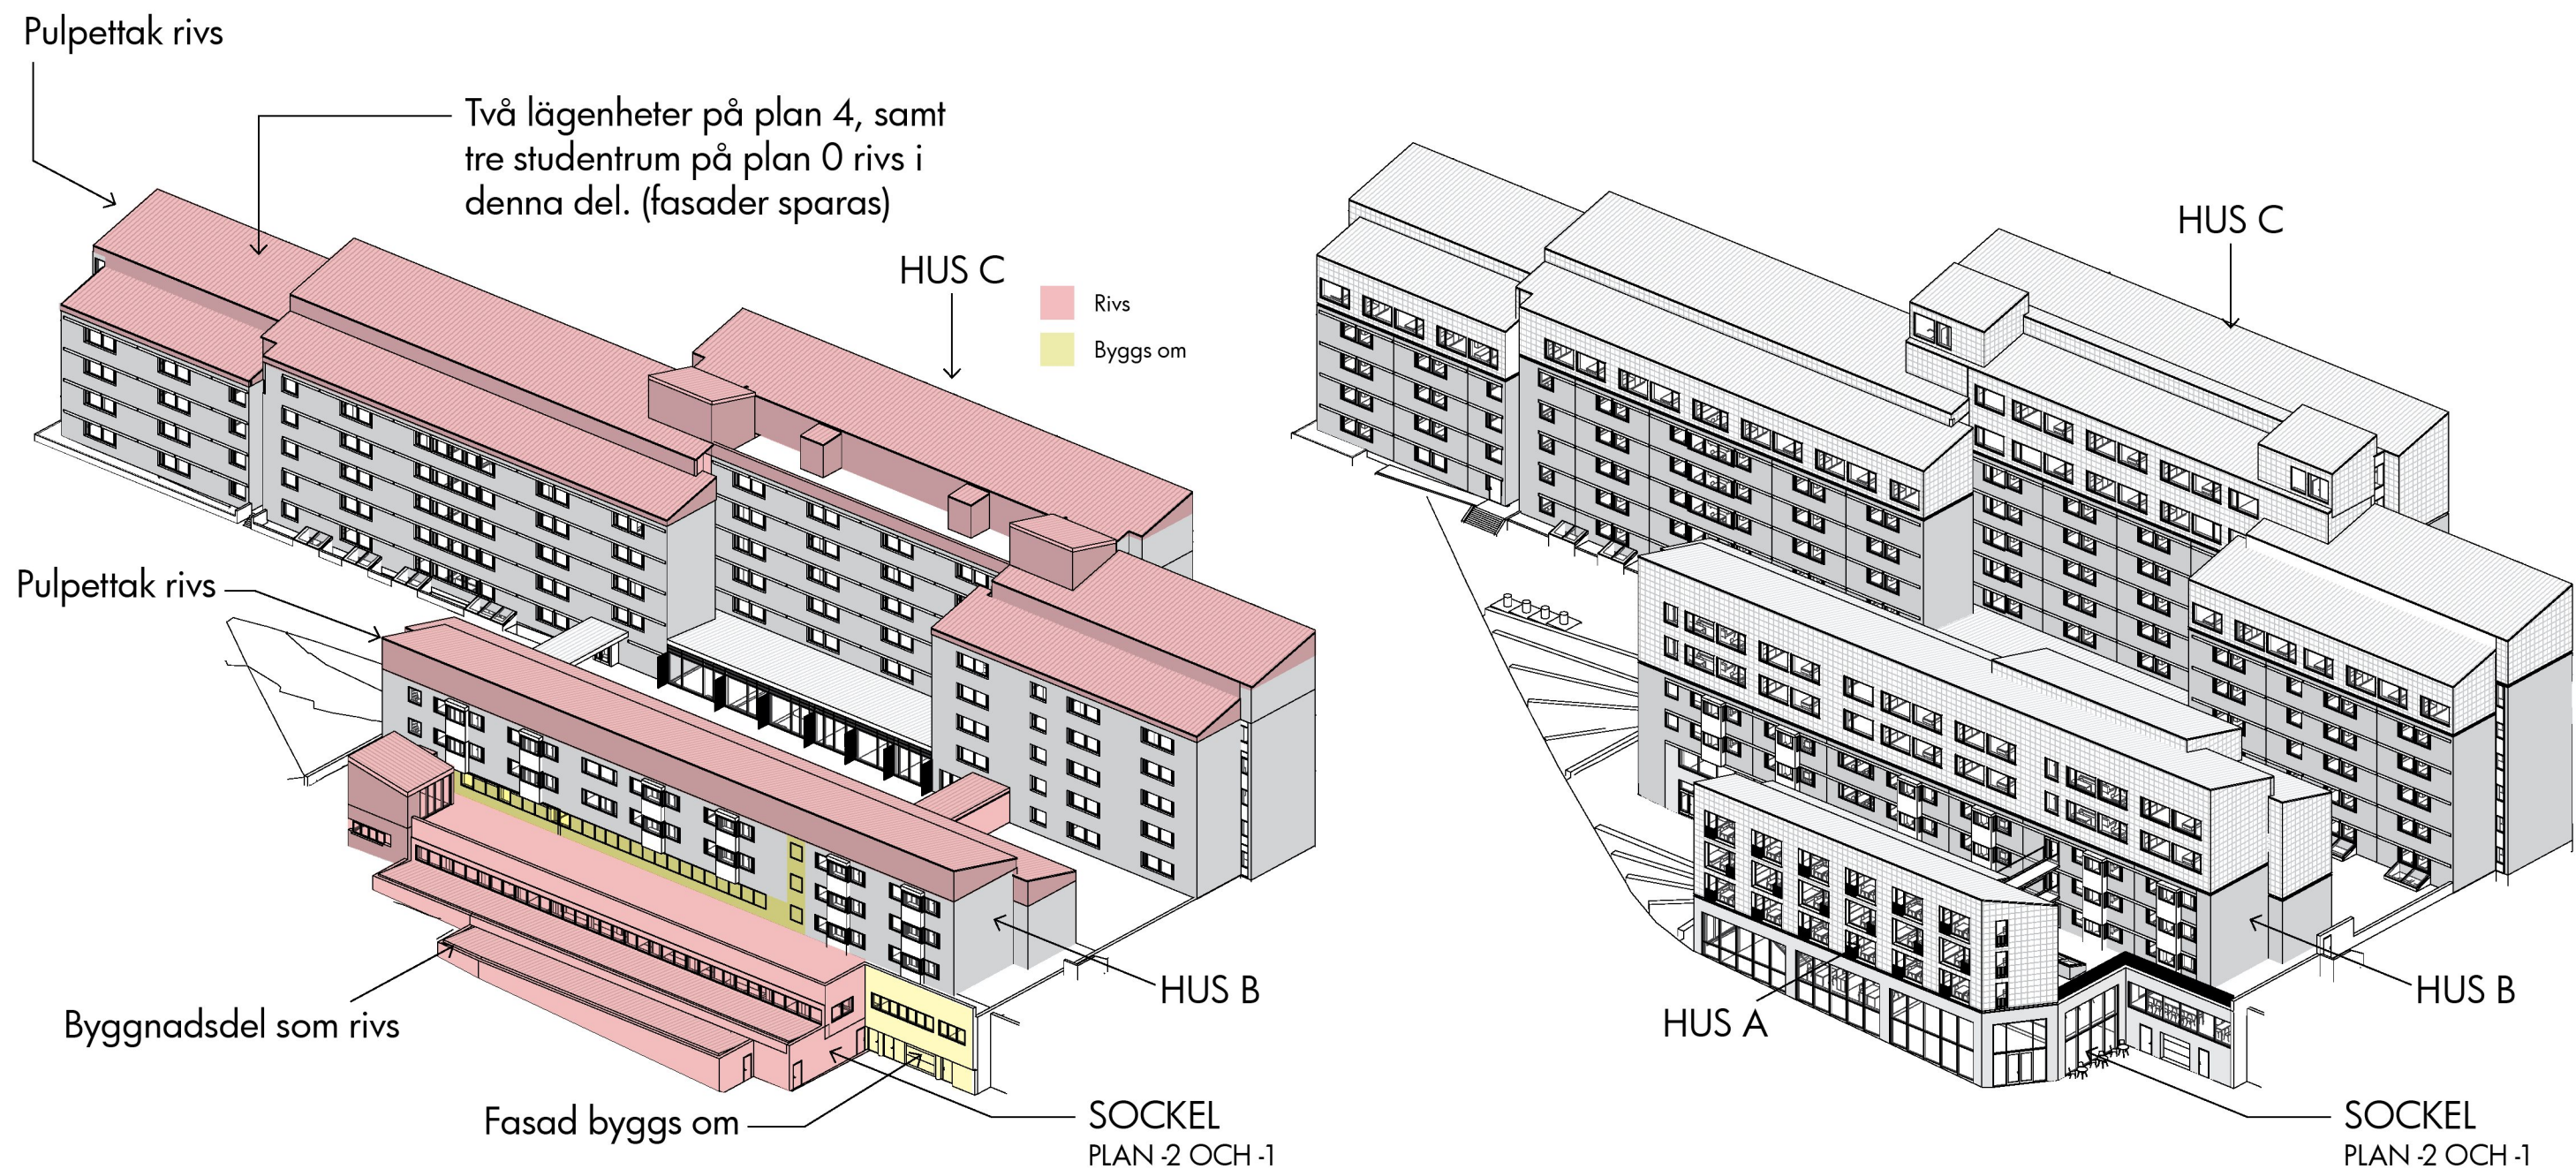 Pulpettak rivs
Två lägenheter på plan 4, samt
tre studentrum på plan 0 rivs i
denna del. (fasader sparas)
HUS C
Rivs
Byggs om
Pulpettak rivs
HUS B
Byggnadsdel som rivs
Fasad byggs om
SOCKEL
PLAN -2 OCH -1
HUS C
HUS B
HUS A
SOCKEL
PLAN -2 OCH -1